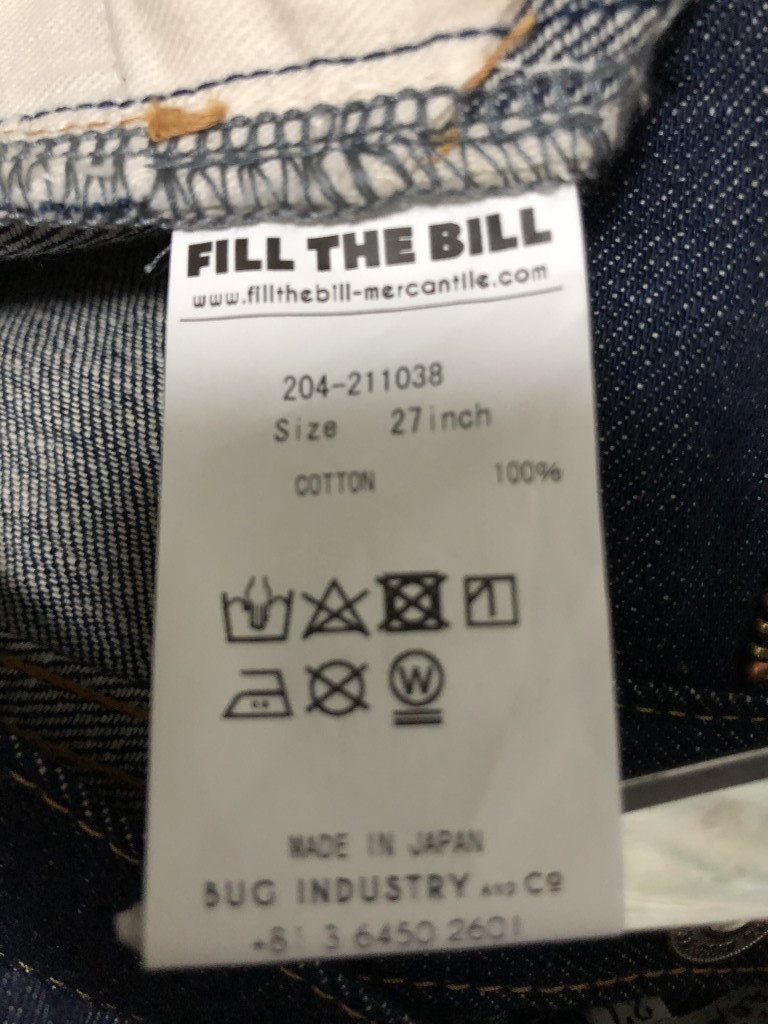 FILL THE BILL
www.fillthebill-mercantile.com
204-211038
Size 27inch
COTTON 100%
W
MADE IN JAPAN
BUG INDUSTRY AND Co
+81 3 6450 2601